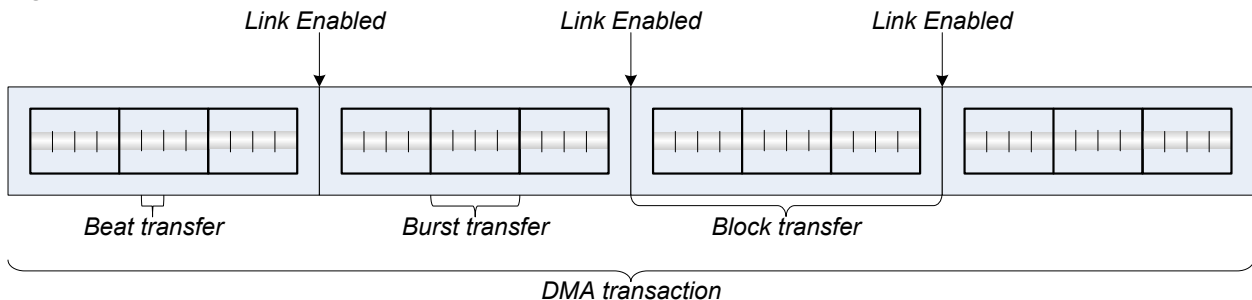 Link Enabled Link Enabled Link Enabled
Beat transfer Burst transfer Block transfer
DMA transaction